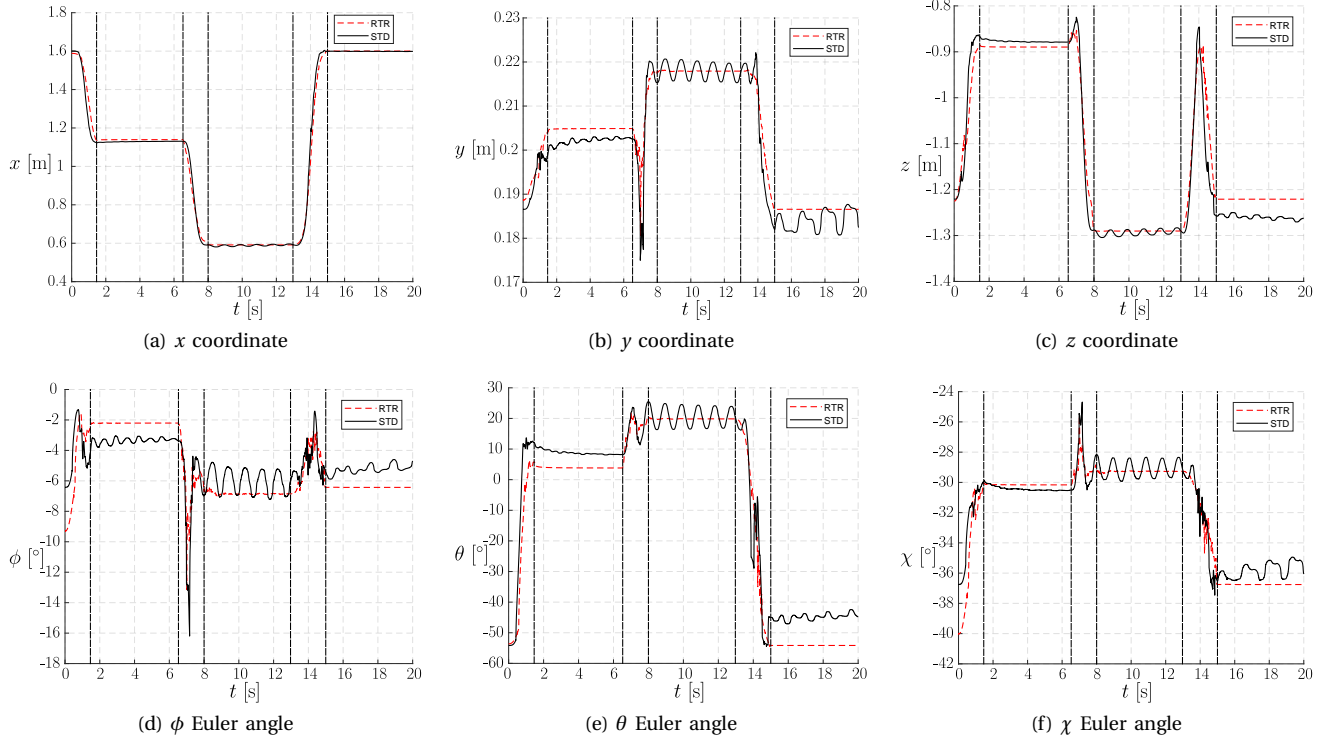 1.8
1.6
1.4
1.2
1.0
0.8
0.6
0.4
x [m]
0 2 4 6 8 10 12 14 16 18 20
t [s]
RTR
STD
(a) x coordinate
0.23
0.22
0.21
0.2
0.19
0.18
0.17
y [m]
0 2 4 6 8 10 12 14 16 18 20
t [s]
RTR
STD
(b) y coordinate
-0.8
-0.9
-1
-1.1
-1.2
-1.3
-1.4
z [m]
0 2 4 6 8 10 12 14 16 18 20
t [s]
RTR
STD
(c) z coordinate
0
-2
-4
-6
-8
-10
-12
-14
-16
-18
ϕ [°]
0 2 4 6 8 10 12 14 16 18 20
t [s]
RTR
STD
(d) ϕ Euler angle
30
20
10
0
-10
-20
-30
-40
-50
-60
θ [°]
0 2 4 6 8 10 12 14 16 18 20
t [s]
RTR
STD
(e) θ Euler angle
-24
-26
-28
-30
-32
-34
-36
-38
-40
-42
χ [°]
0 2 4 6 8 10 12 14 16 18 20
t [s]
RTR
STD
(f) χ Euler angle